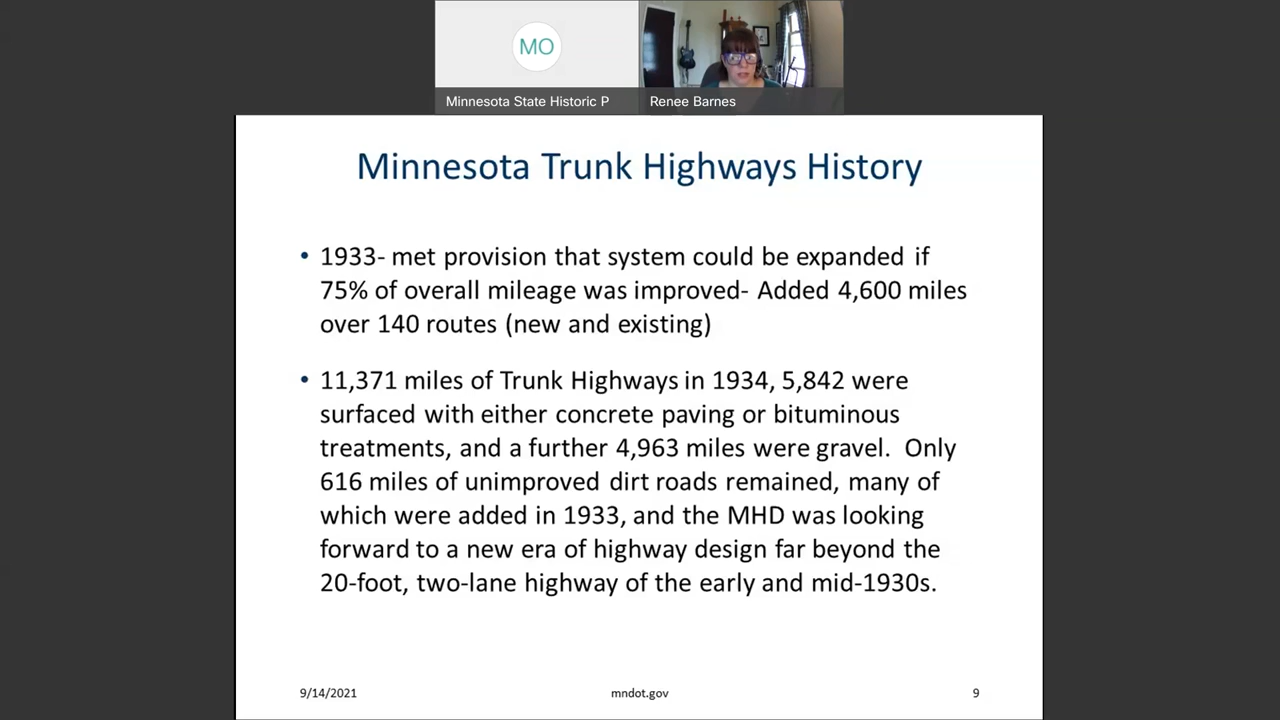 MO
Minnesota State Historic P
Renee Barnes
Minnesota Trunk Highways History
• 1933- met provision that system could be expanded if
75% of overall mileage was improved- Added 4,600 miles
over 140 routes (new and existing)
• 11,371 miles of Trunk Highways in 1934, 5,842 were
surfaced with either concrete paving or bituminous
treatments, and a further 4,963 miles were gravel.  Only
616 miles of unimproved dirt roads remained, many of
which were added in 1933, and the MHD was looking
forward to a new era of highway design far beyond the
20-foot, two-lane highway of the early and mid-1930s.
9/14/2021
mndot.gov
9